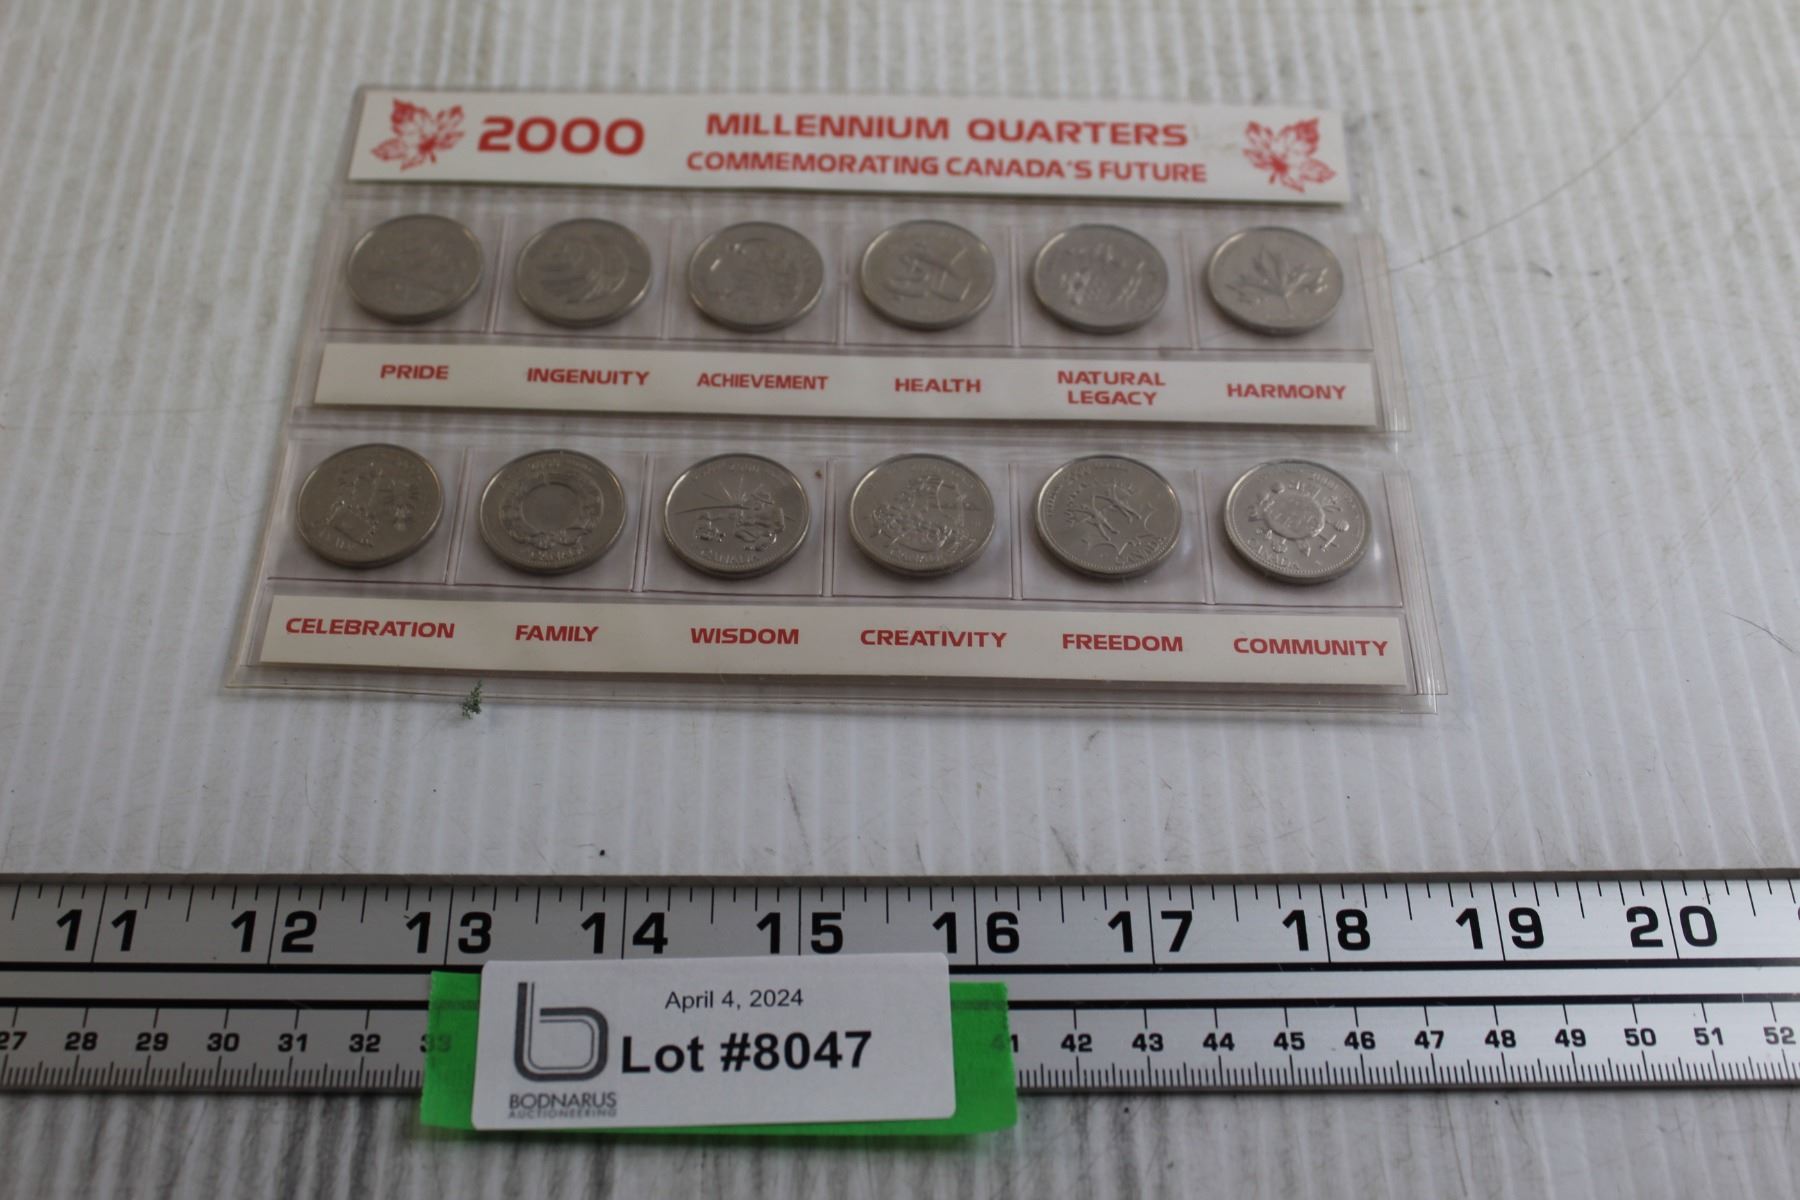 2000 MILLENNIUM QUARTERS
COMMEMORATING CANADA'S FUTURE
PRIDE INGENUITY ACHIEVEMENT HEALTH NATURAL LEGACY HARMONY
CELEBRATION FAMILY WISDOM CREATIVITY FREEDOM COMMUNITY
11 12 13 14 15 16 17 18 19 20
27 28 29 30 31 32 33 41 42 43 44 45 46 47 48 49 50 51 52
April 4, 2024
Lot #8047
BODNARUS
AUCTIONEERING